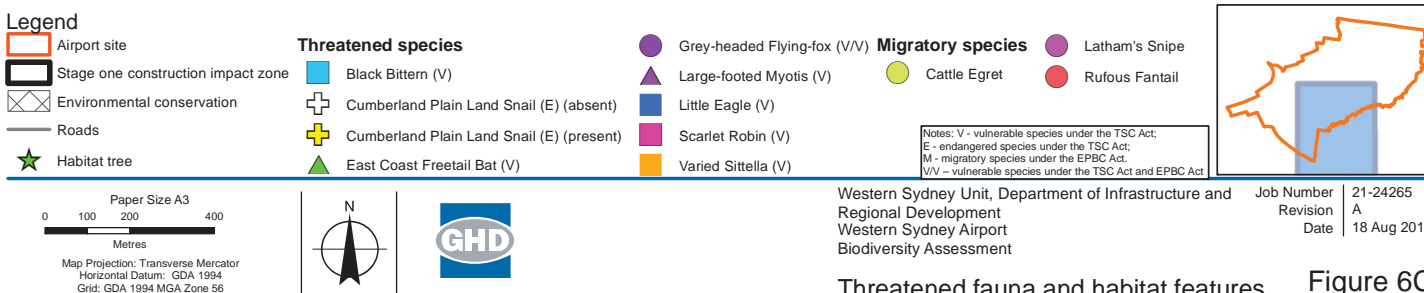 Legend
Airport site
Stage one construction impact zone
Environmental conservation
Roads
Habitat tree
Threatened species
Black Bittern (V)
Cumberland Plain Land Snail (E) (absent)
Cumberland Plain Land Snail (E) (present)
East Coast Freetail Bat (V)
Grey-headed Flying-fox (V/V)
Large-footed Myotis (V)
Little Eagle (V)
Scarlet Robin (V)
Varied Sittella (V)
Migratory species
Cattle Egret
Latham's Snipe
Rufous Fantail
Notes: V - vulnerable species under the TSC Act;
E - endangered species under the TSC Act;
M - migratory species under the EPBC Act.
V/V – vulnerable species under the TSC Act and EPBC Act
Paper Size A3
0 100 200 400
Metres
Map Projection: Transverse Mercator
Horizontal Datum: GDA 1994
Grid: GDA 1994 MGA Zone 56
N
GHD
Western Sydney Unit, Department of Infrastructure and
Regional Development
Western Sydney Airport
Biodiversity Assessment
Job Number 21-24265
Revision A
Date 18 Aug 201
Threatened fauna and habitat features
Figure 6C